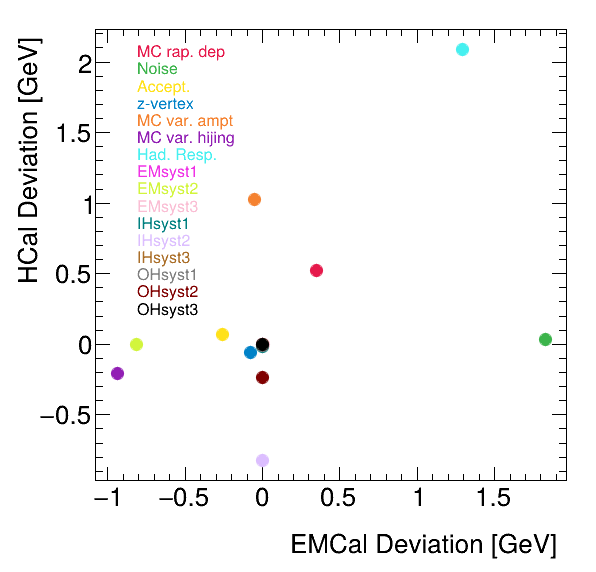 HCal Deviation [GeV]
2
1.5
1
0.5
0
−0.5
MC rap. dep
Noise
Accept.
z-vertex
MC var. ampt
MC var. hijing
Had. Resp.
EMsyst1
EMsyst2
EMsyst3
IHsyst1
IHsyst2
IHsyst3
OHsyst1
OHsyst2
OHsyst3
−1 −0.5 0 0.5 1 1.5
EMCal Deviation [GeV]